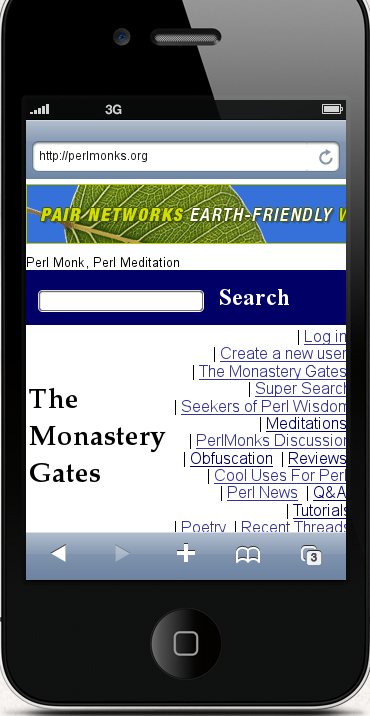 3G
http://perlmonks.org
PAIR NETWORKS EARTH-FRIENDLY
Perl Monk, Perl Meditation
Search
| Log in
| Create a new user
| The Monastery Gates
| Super Search
| Seekers of Perl Wisdom
| Meditations
| PerlMonks Discussion
| Obfuscation | Reviews
| Cool Uses For Perl
| Perl News | Q&A
| Tutorials
| Poetry | Recent Threads
The
Monastery
Gates
3